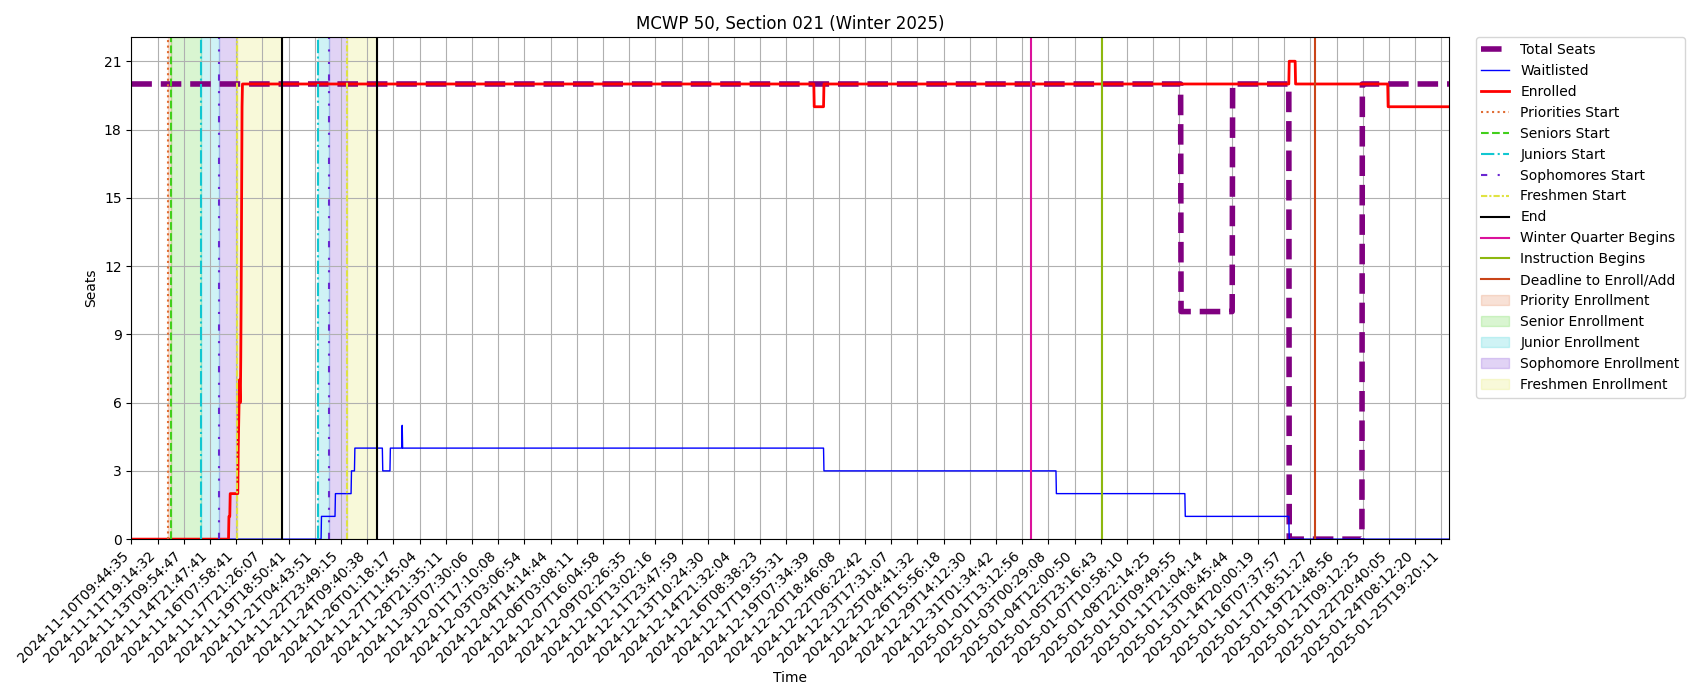 MCWP 50, Section 021 (Winter 2025)
Seats
21
18
15
12
9
6
3
0
2024-11-10T09:44:35
2024-11-11T19:14:32
2024-11-13T09:54:47
2024-11-14T21:47:41
2024-11-16T07:58:41
2024-11-17T21:26:07
2024-11-19T18:50:41
2024-11-21T04:43:51
2024-11-22T23:49:15
2024-11-24T09:40:38
2024-11-26T01:18:17
2024-11-27T11:45:04
2024-11-28T21:35:11
2024-11-30T07:30:06
2024-12-01T17:10:08
2024-12-03T03:06:54
2024-12-04T14:14:44
2024-12-06T03:08:11
2024-12-07T16:04:58
2024-12-09T02:26:35
2024-12-10T13:02:16
2024-12-11T23:47:59
2024-12-13T10:24:30
2024-12-14T21:32:04
2024-12-16T08:38:23
2024-12-17T19:55:31
2024-12-19T07:34:39
2024-12-20T18:46:08
2024-12-22T06:22:42
2024-12-23T17:31:07
2024-12-25T04:41:32
2024-12-26T15:56:18
2024-12-29T14:12:30
2024-12-31T01:34:42
2025-01-01T13:12:56
2025-01-03T00:29:08
2025-01-04T12:00:50
2025-01-05T23:16:43
2025-01-07T10:58:10
2025-01-08T22:14:25
2025-01-10T09:49:55
2025-01-11T21:04:14
2025-01-13T08:45:44
2025-01-14T20:00:19
2025-01-16T07:37:57
2025-01-17T18:51:27
2025-01-19T21:48:56
2025-01-21T09:12:25
2025-01-22T20:40:05
2025-01-24T08:12:20
2025-01-25T19:20:11
Time
Total Seats
Waitlisted
Enrolled
Priorities Start
Seniors Start
Juniors Start
Sophomores Start
Freshmen Start
End
Winter Quarter Begins
Instruction Begins
Deadline to Enroll/Add
Priority Enrollment
Senior Enrollment
Junior Enrollment
Sophomore Enrollment
Freshmen Enrollment